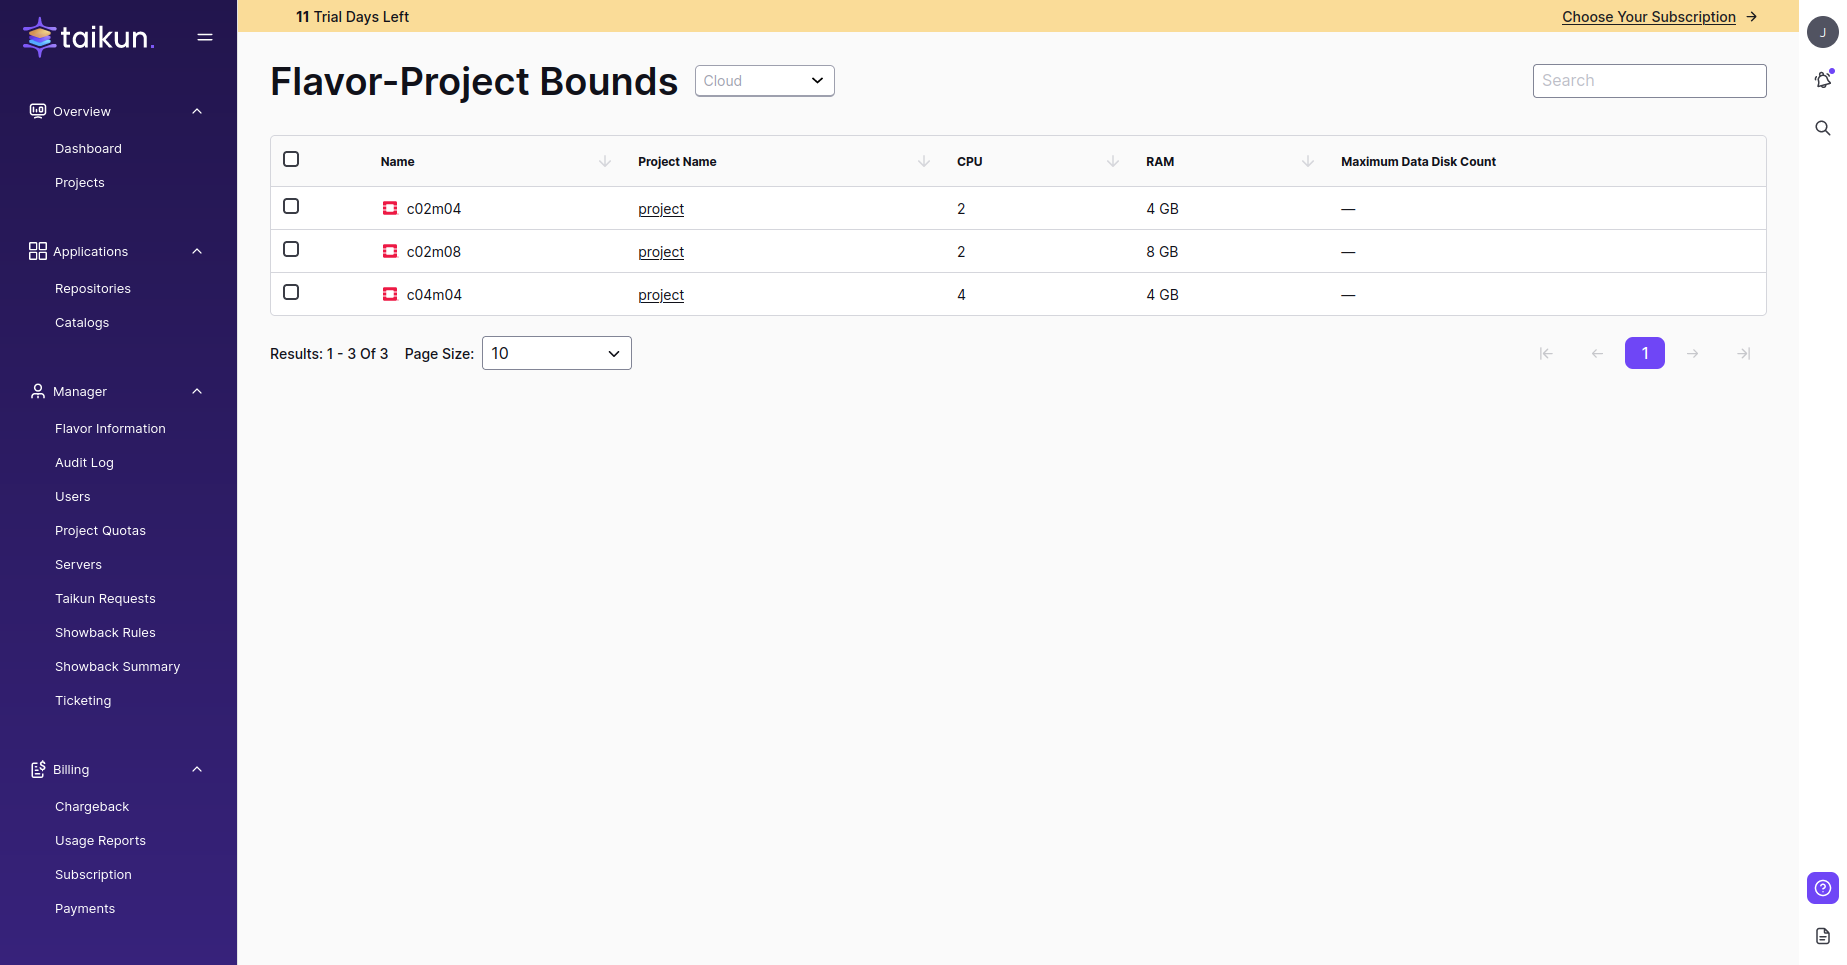 11 Trial Days Left
Choose Your Subscription
taikun.
J
Flavor-Project Bounds
Cloud
Search
Overview
Dashboard
Projects
Applications
Repositories
Catalogs
Manager
Flavor Information
Audit Log
Users
Project Quotas
Servers
Taikun Requests
Showback Rules
Showback Summary
Ticketing
Billing
Chargeback
Usage Reports
Subscription
Payments
Name Project Name CPU RAM Maximum Data Disk Count
c02m04 project 2 4 GB —
c02m08 project 2 8 GB —
c04m04 project 4 4 GB —
Results: 1 - 3 Of 3 Page Size: 10
1